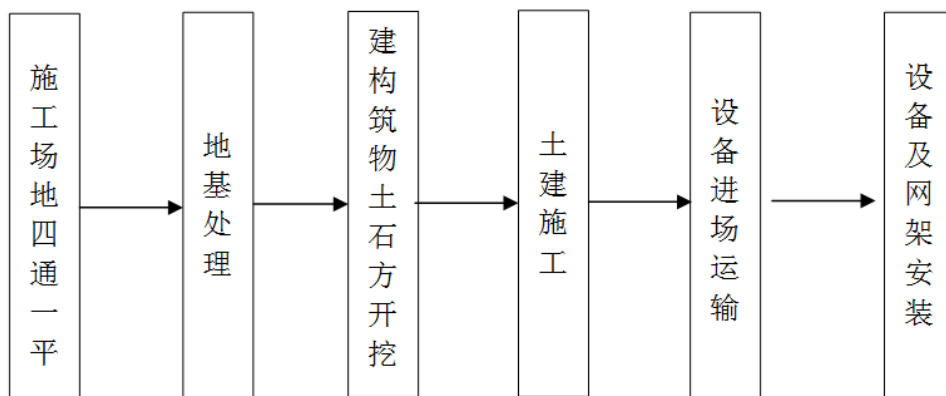 施工场地四通一平
地基处理
建构筑物土石方开挖
土建施工
设备进场运输
设备及网架安装